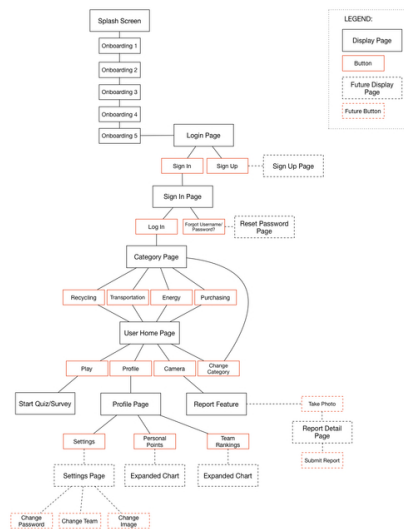 Splash Screen
LEGEND:
Onboarding 1
Display Page
Button
Onboarding 2
Future Display
Page
Onboarding 3
Future Button
Onboarding 4
Onboarding 5
Login Page
Sign In
Sign Up
Sign Up Page
Sign In Page
Log In
Forgot Username/
Password?
Reset Password
Page
Category Page
Recycling
Transportation
Energy
Purchasing
User Home Page
Play
Profile
Camera
Change
Category
Start Quiz/Survey
Profile Page
Report Feature
Take Photo
Report Detail
Page
Submit Report
Settings
Personal
Points
Team
Rankings
Settings Page
Expanded Chart
Expanded Chart
Change
Password
Change Team
Change
Image